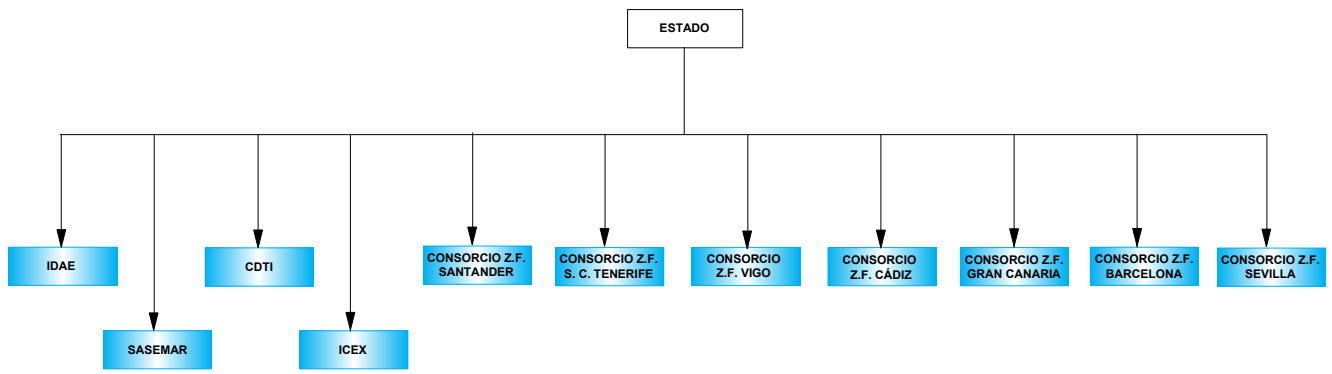 ESTADO
IDAE
CDTI
CONSORCIO Z.F.
SANTANDER
CONSORCIO Z.F.
S. C. TENERIFE
CONSORCIO
Z.F. VIGO
CONSORCIO
Z.F. CÁDIZ
CONSORCIO Z.F.
GRAN CANARIA
CONSORCIO Z.F.
BARCELONA
CONSORCIO Z.F.
SEVILLA
SASEMAR
ICEX